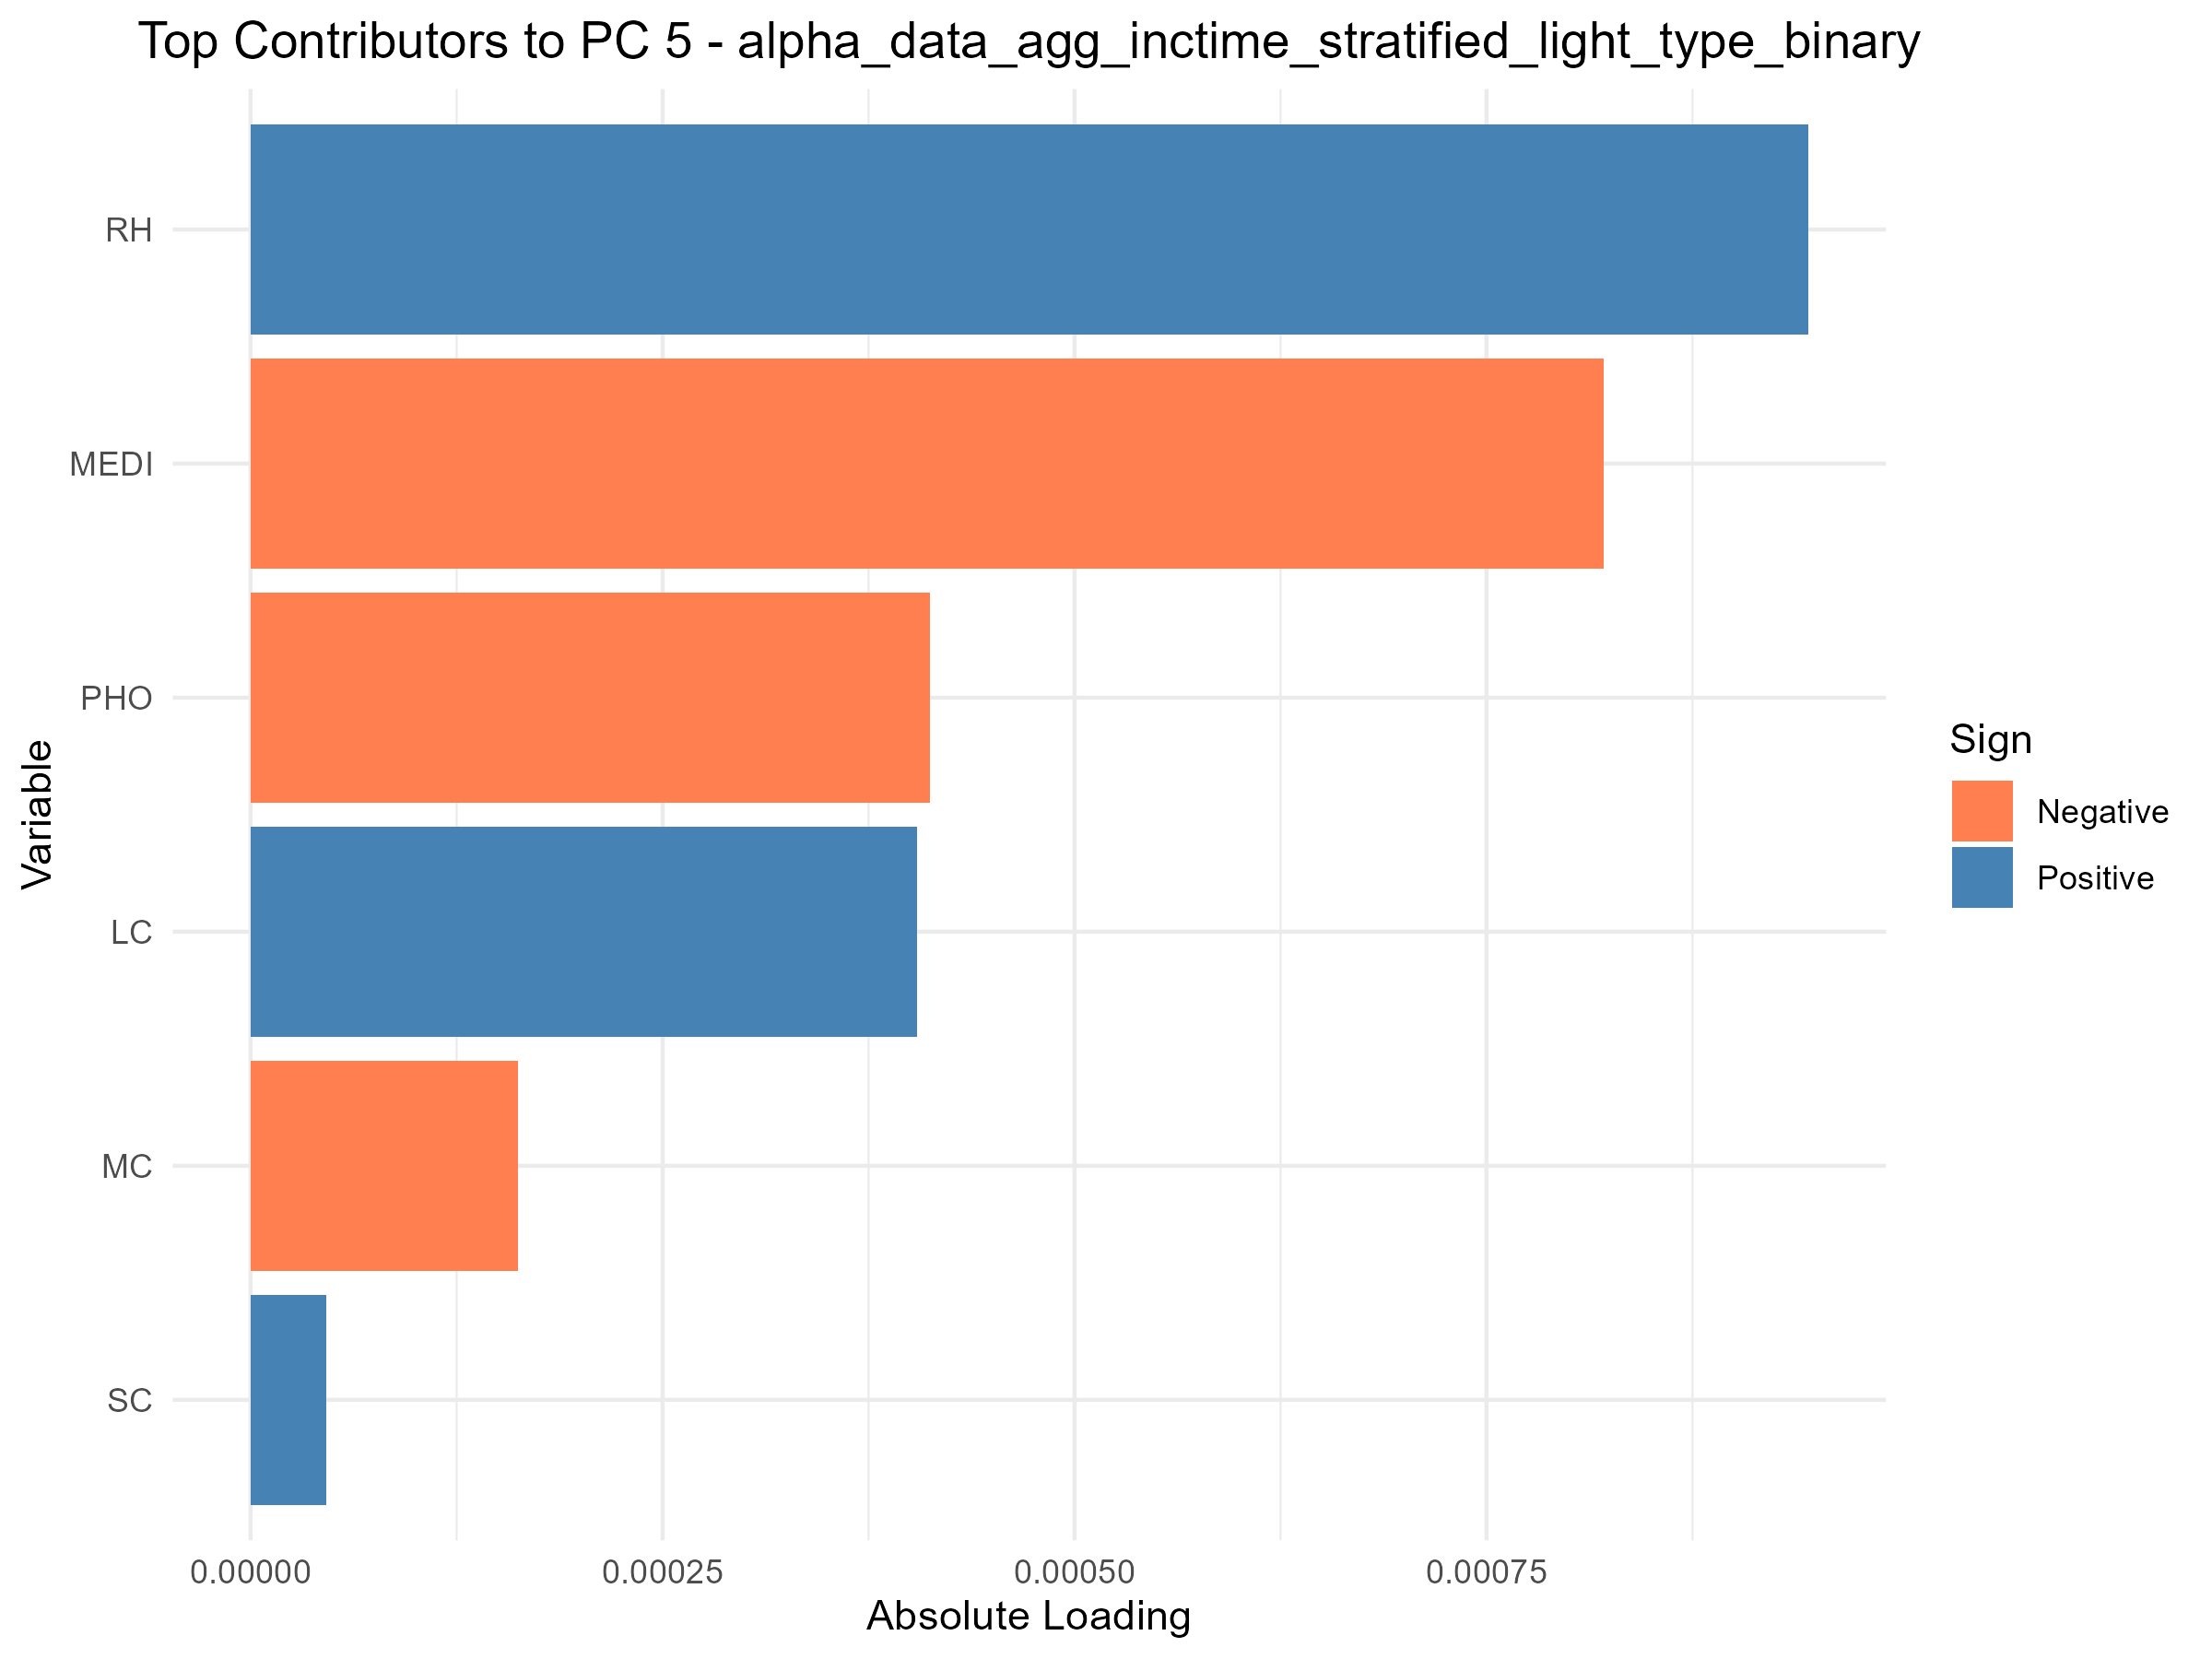 Top Contributors to PC 5 - alpha_data_agg_inctime_stratified_light_type_binary
RH
MEDI
PHO
LC
MC
SC
Variable
0.00000
0.00025
0.00050
0.00075
Absolute Loading
Sign
Negative
Positive